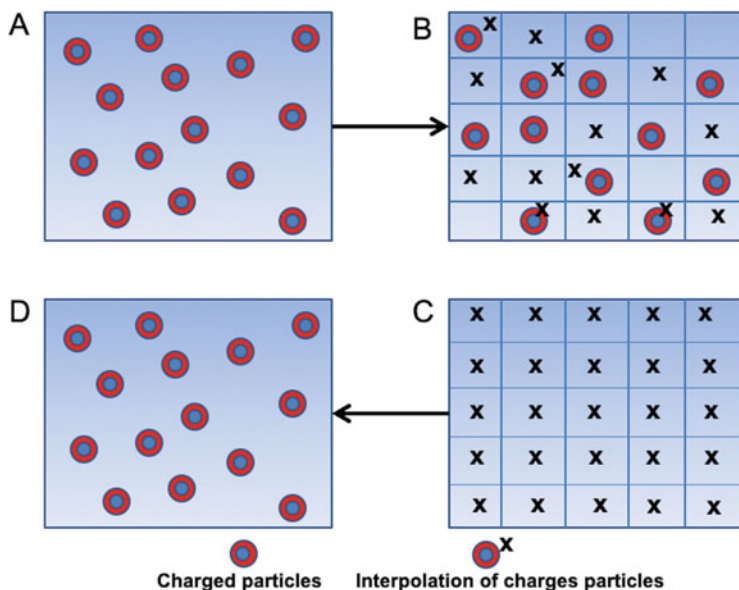 A
B
x x
x x x
x x
x x x
x x x x
D
C
x x x x x
x x x x x
x x x x x
x x x x x
x x x x x
x
Charged particles
Interpolation of charges particles